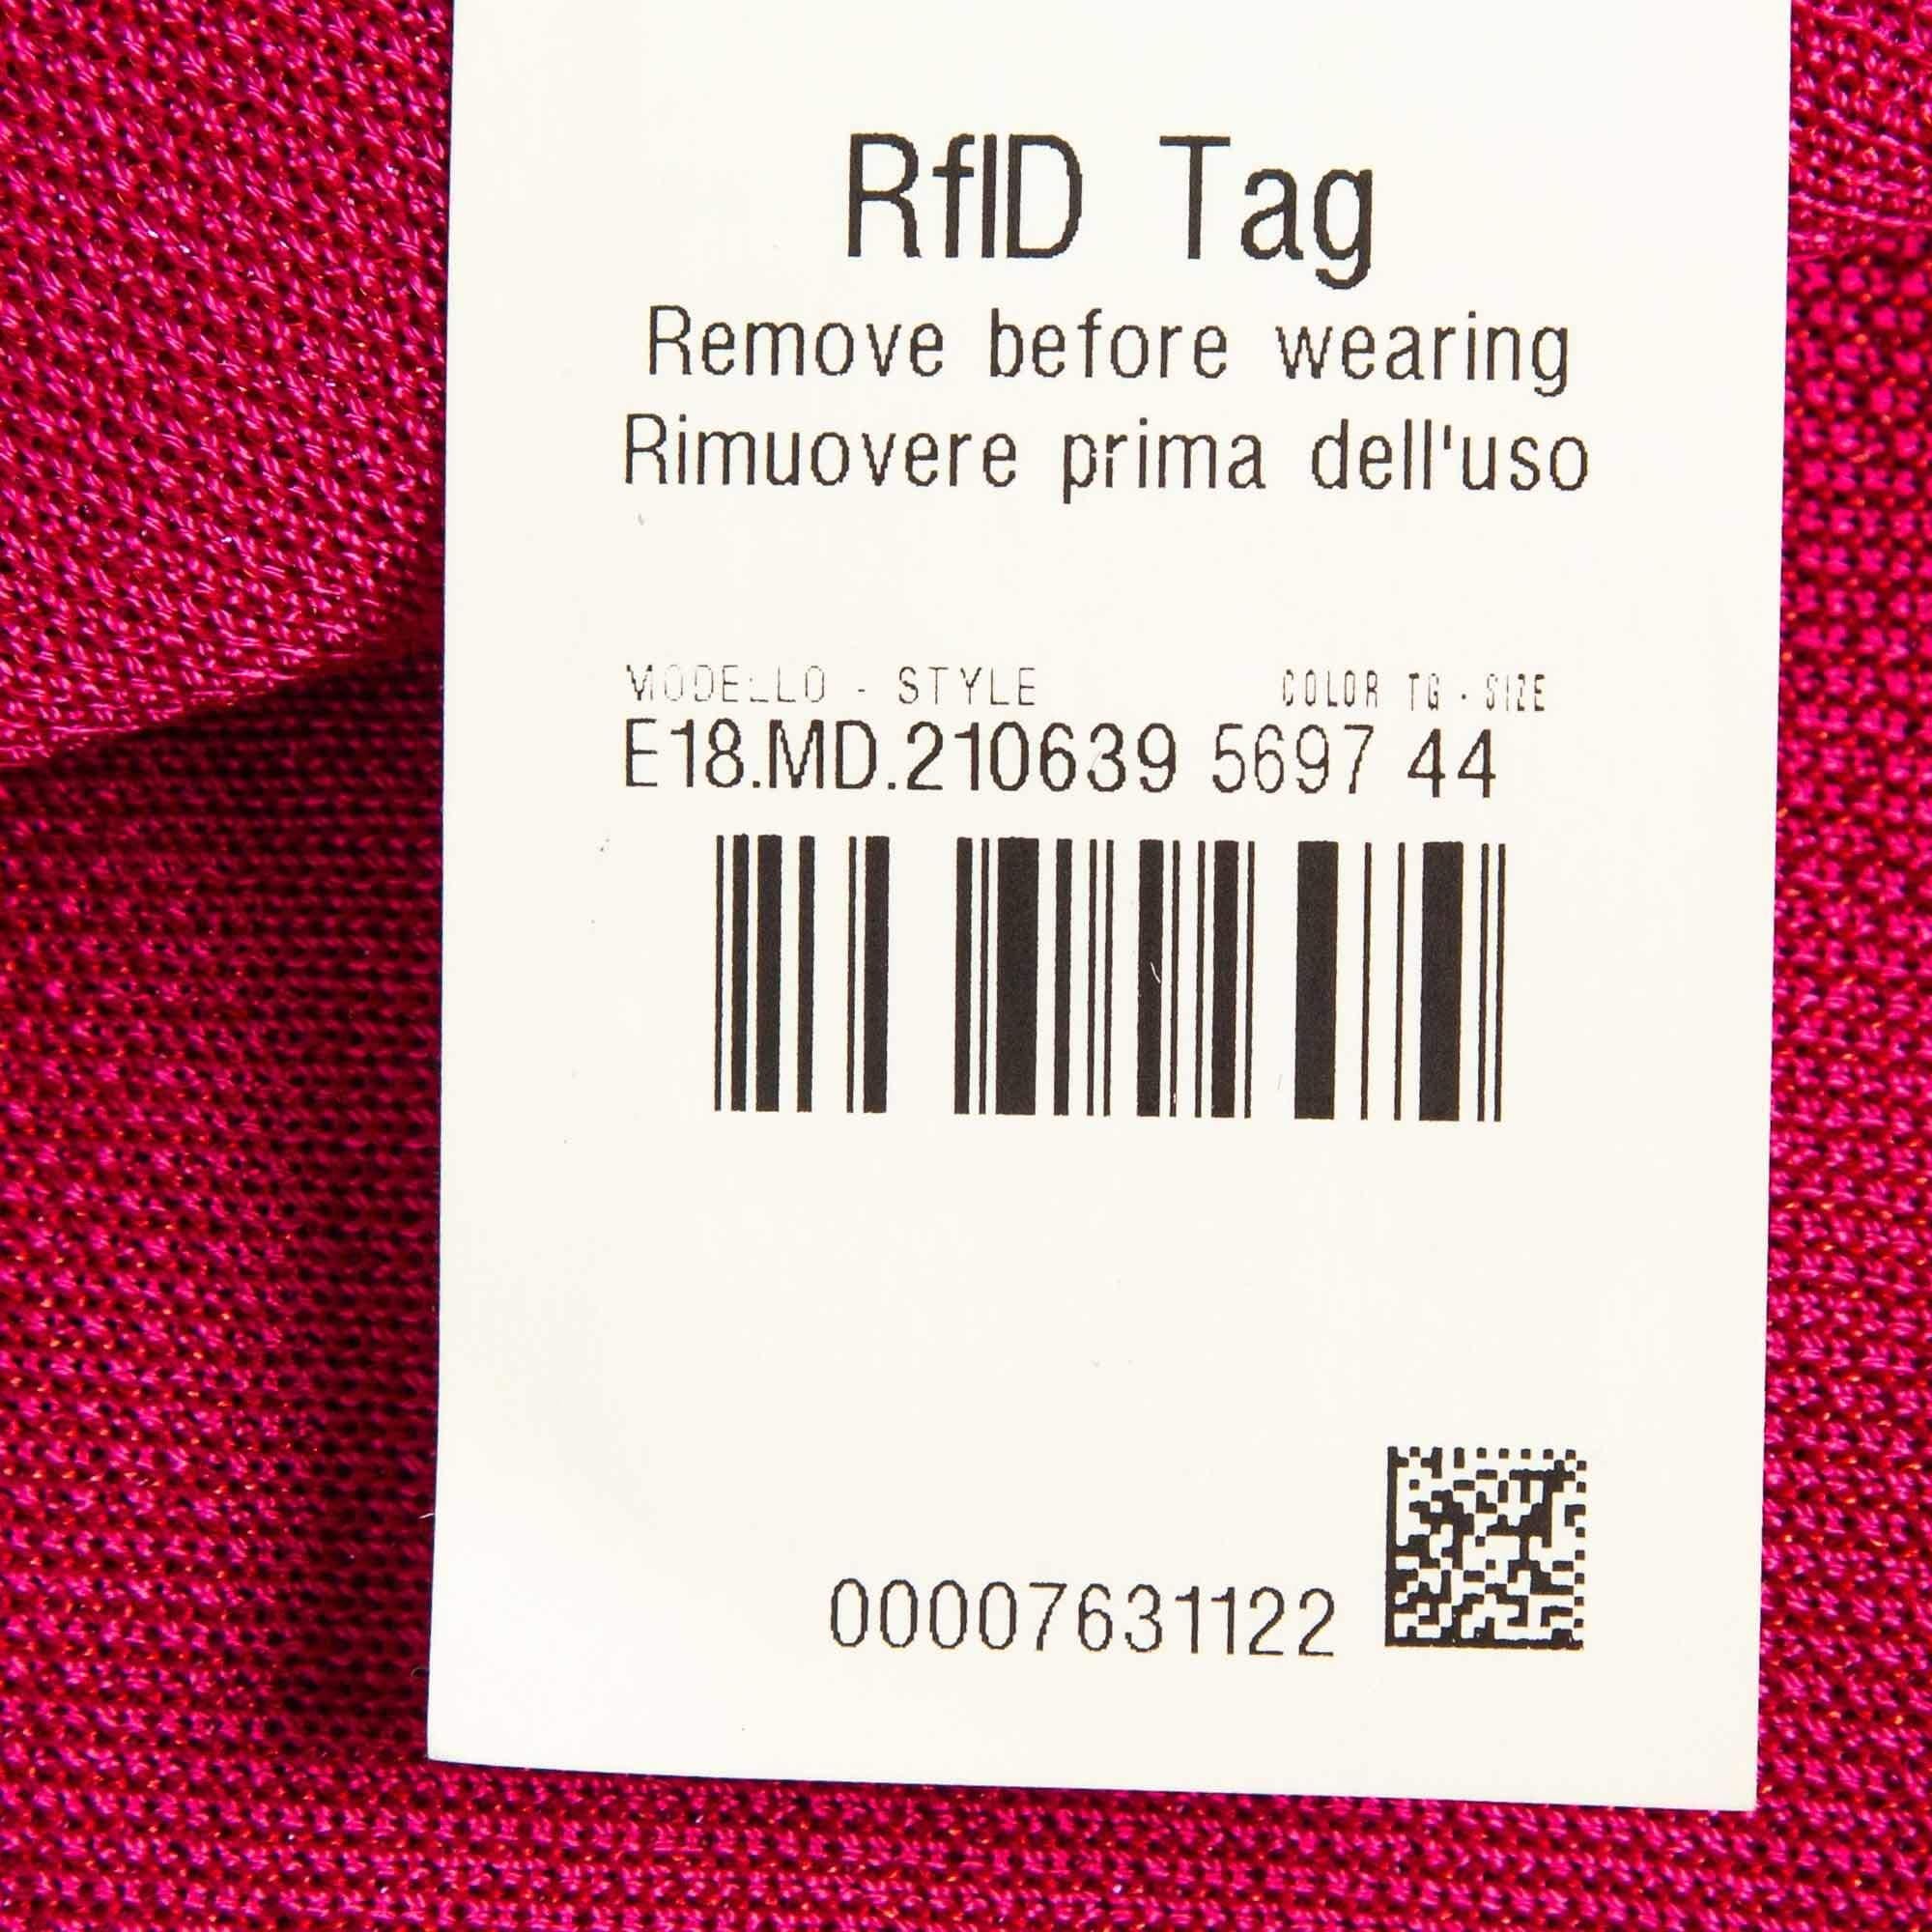 RfID Tag
Remove before wearing
Rimuovere prima dell'uso
MODELLO - STYLE COLOR TG - SIZE
E18.MD.210639 5697 44
00007631122